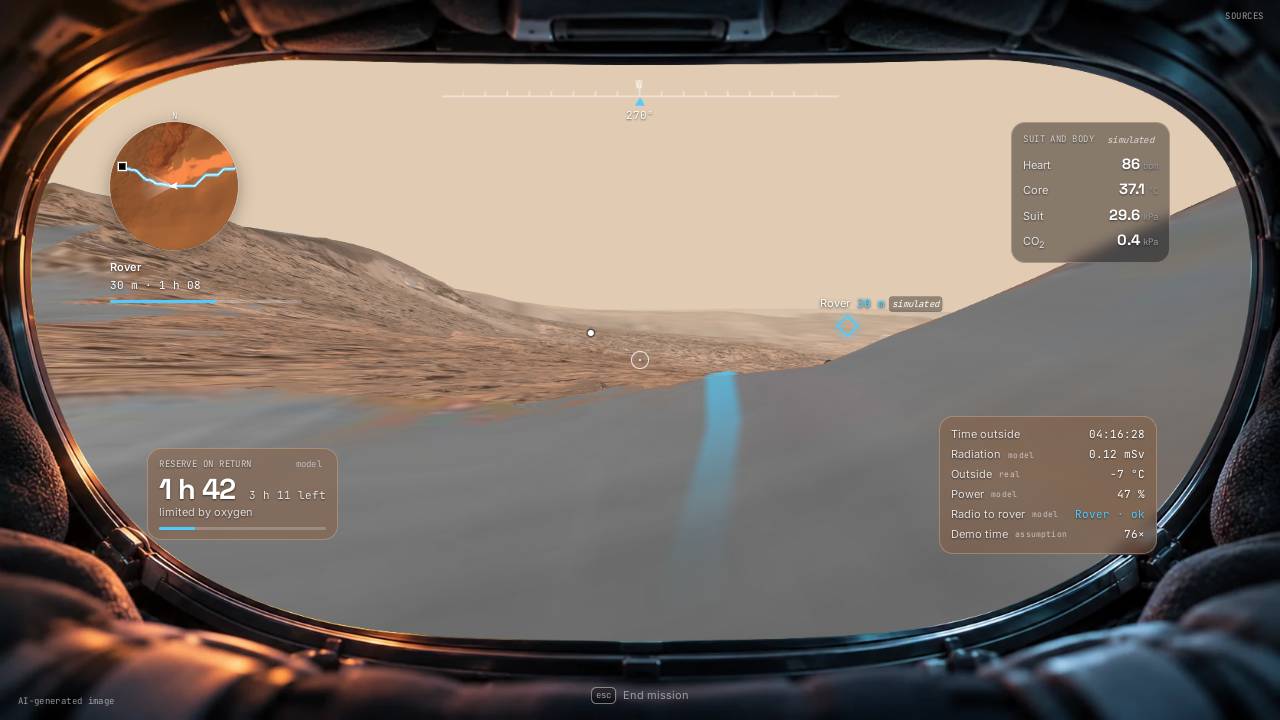 SOURCES
270°
N
Rover
30 m · 1 h 08
SUIT AND BODY simulated
Heart 86 bpm
Core 37.1 °C
Suit 29.6 kPa
CO2 0.4 kPa
Rover 30 m simulated
RESERVE ON RETURN model
1 h 42 3 h 11 left
limited by oxygen
Time outside 04:16:28
Radiation model 0.12 mSv
Outside real -7 °C
Power model 47 %
Radio to rover model Rover · ok
Demo time assumption 76×
esc End mission
AI-generated image